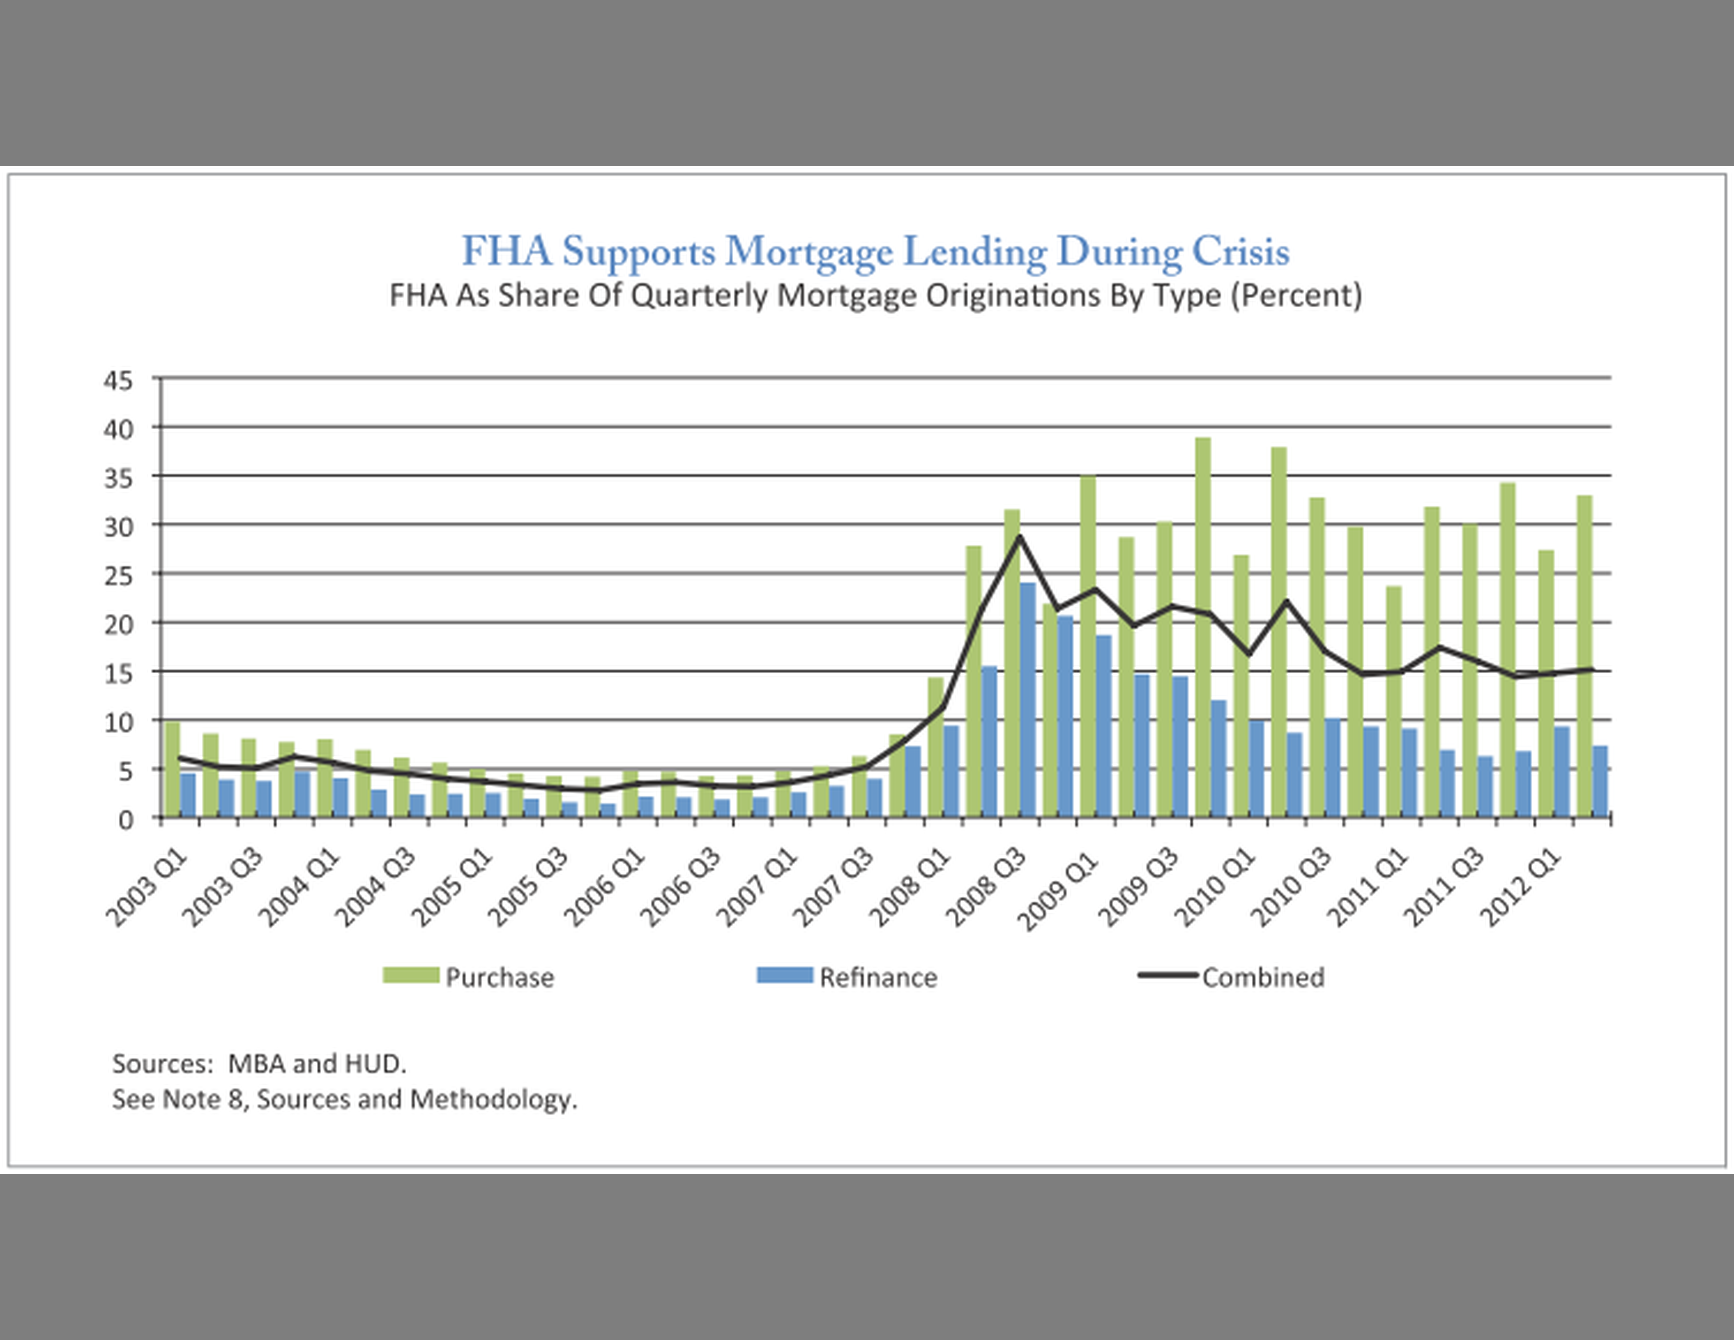 FHA Supports Mortgage Lending During Crisis
FHA As Share Of Quarterly Mortgage Originations By Type (Percent)
45
40
35
30
25
20
15
10
5
0
2003 Q1
2003 Q3
2004 Q1
2004 Q3
2005 Q1
2005 Q3
2006 Q1
2006 Q3
2007 Q1
2007 Q3
2008 Q1
2008 Q3
2009 Q1
2009 Q3
2010 Q1
2010 Q3
2011 Q1
2011 Q3
2012 Q1
Purchase
Refinance
Combined
Sources: MBA and HUD.
See Note 8, Sources and Methodology.